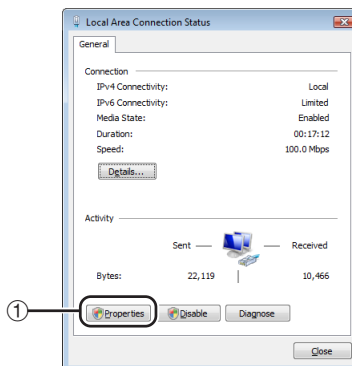 Local Area Connection Status
General
Connection
IPv4 Connectivity: Local
IPv6 Connectivity: Limited
Media State: Enabled
Duration: 00:17:12
Speed: 100.0 Mbps
Details...
Activity
Sent — — Received
Bytes: 22,119 | 10,466
① Properties Disable Diagnose
Close